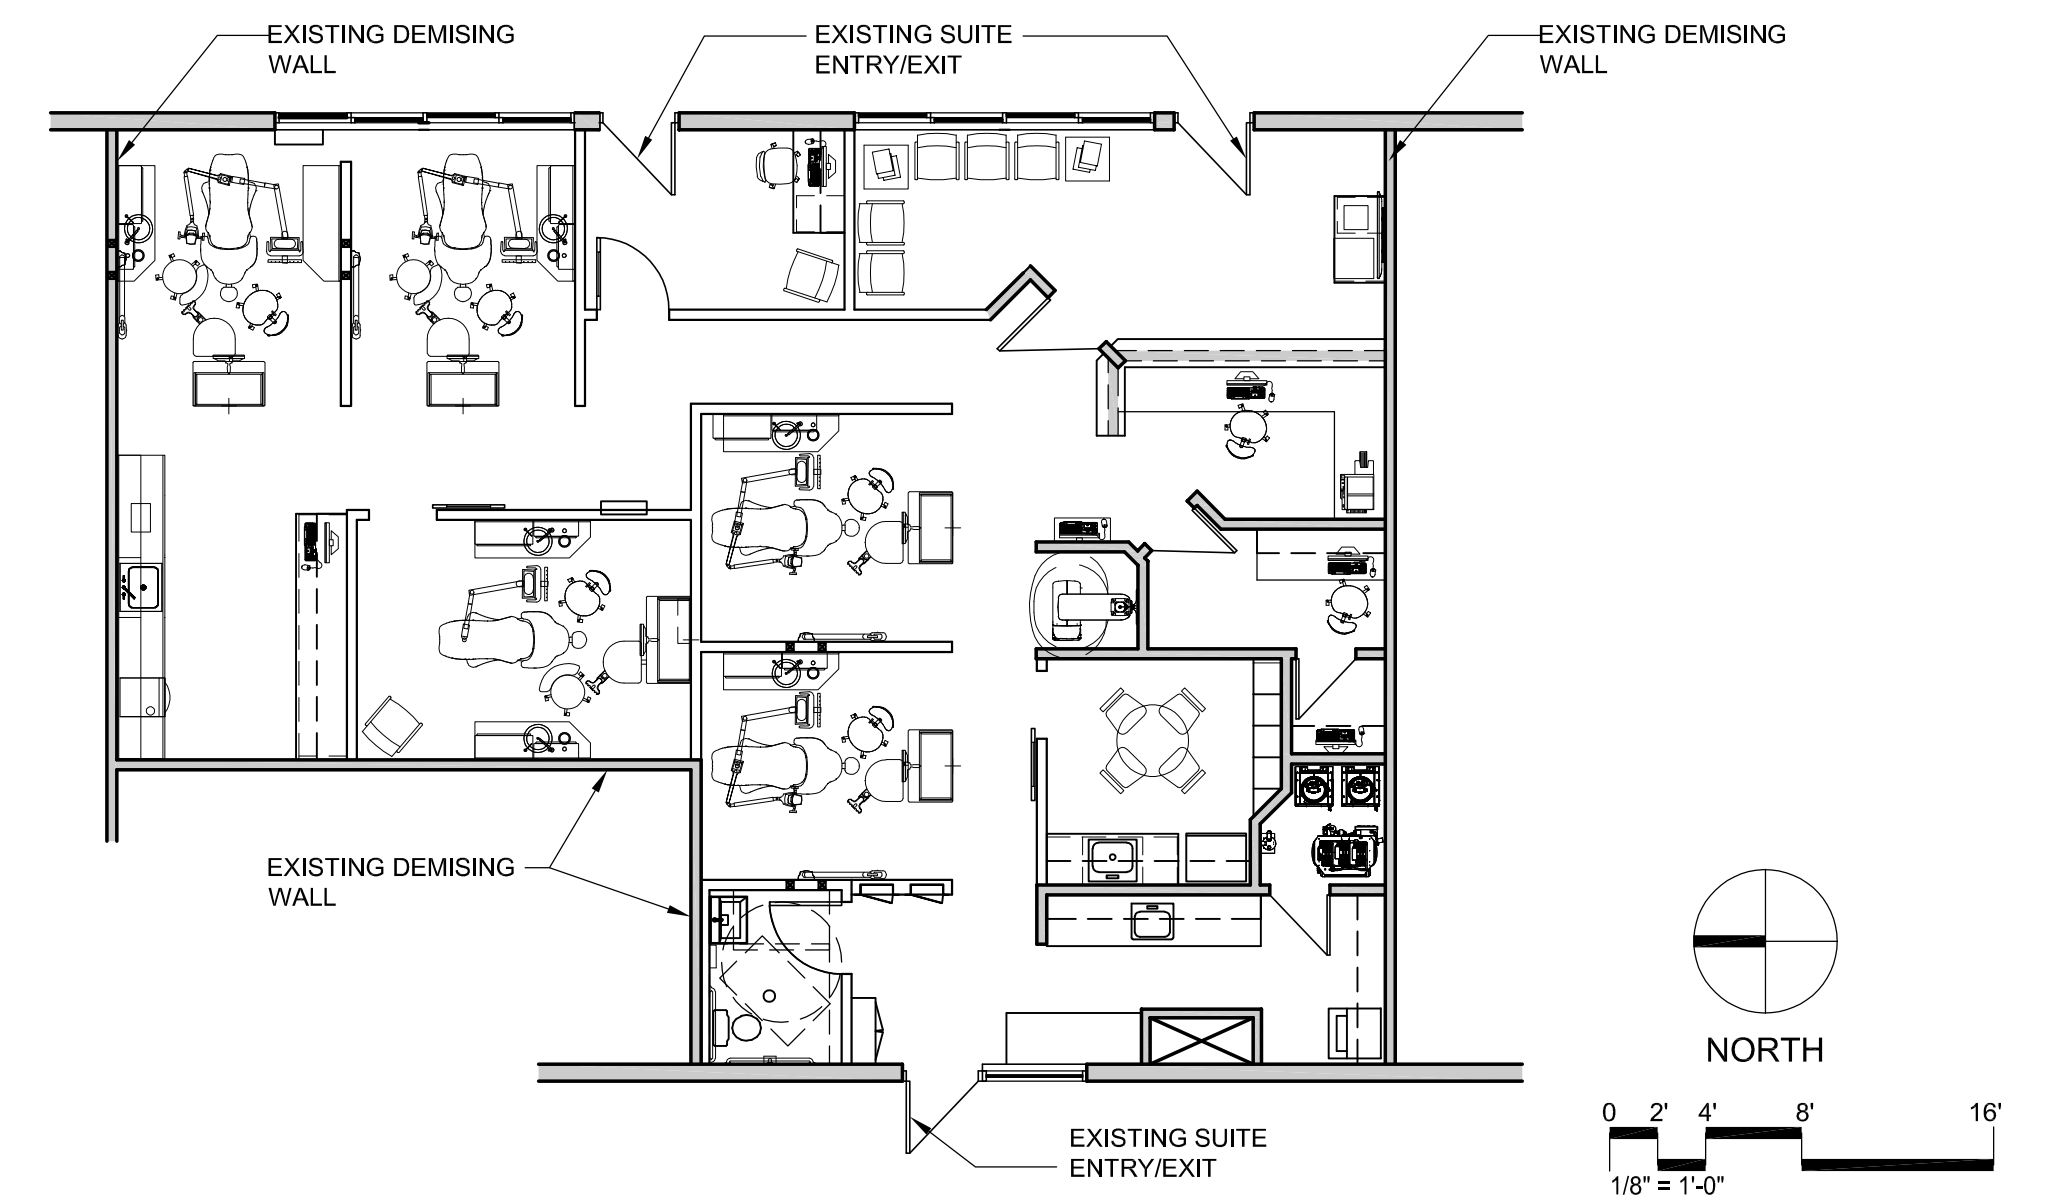 EXISTING DEMISING
WALL
EXISTING SUITE
ENTRY/EXIT
EXISTING DEMISING
WALL
EXISTING DEMISING
WALL
NORTH
0 2' 4' 8' 16'
1/8" = 1'-0"
EXISTING SUITE
ENTRY/EXIT